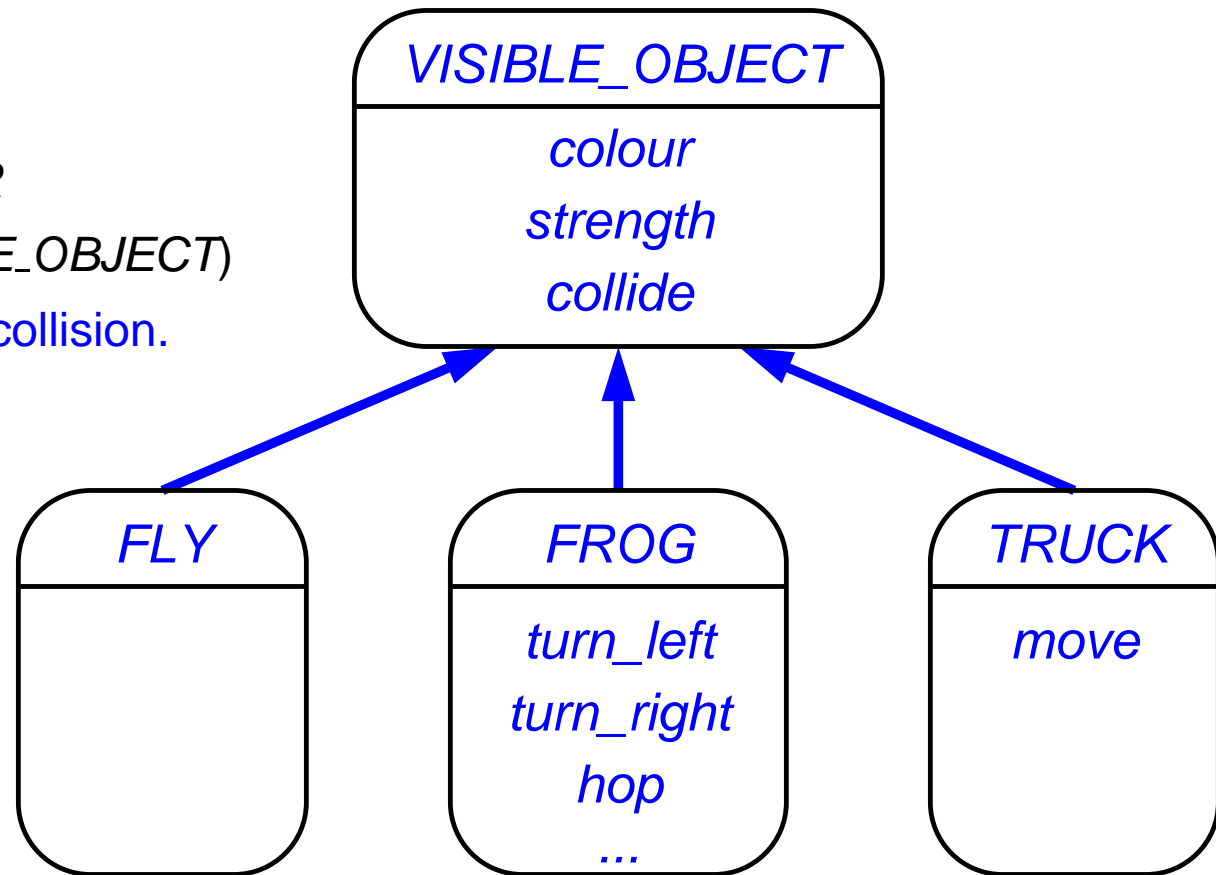 VISIBLE_OBJECT
colour
strength
collide
E_OBJECT)
collision.
FLY
FROG
turn_left
turn_right
hop
...
TRUCK
move